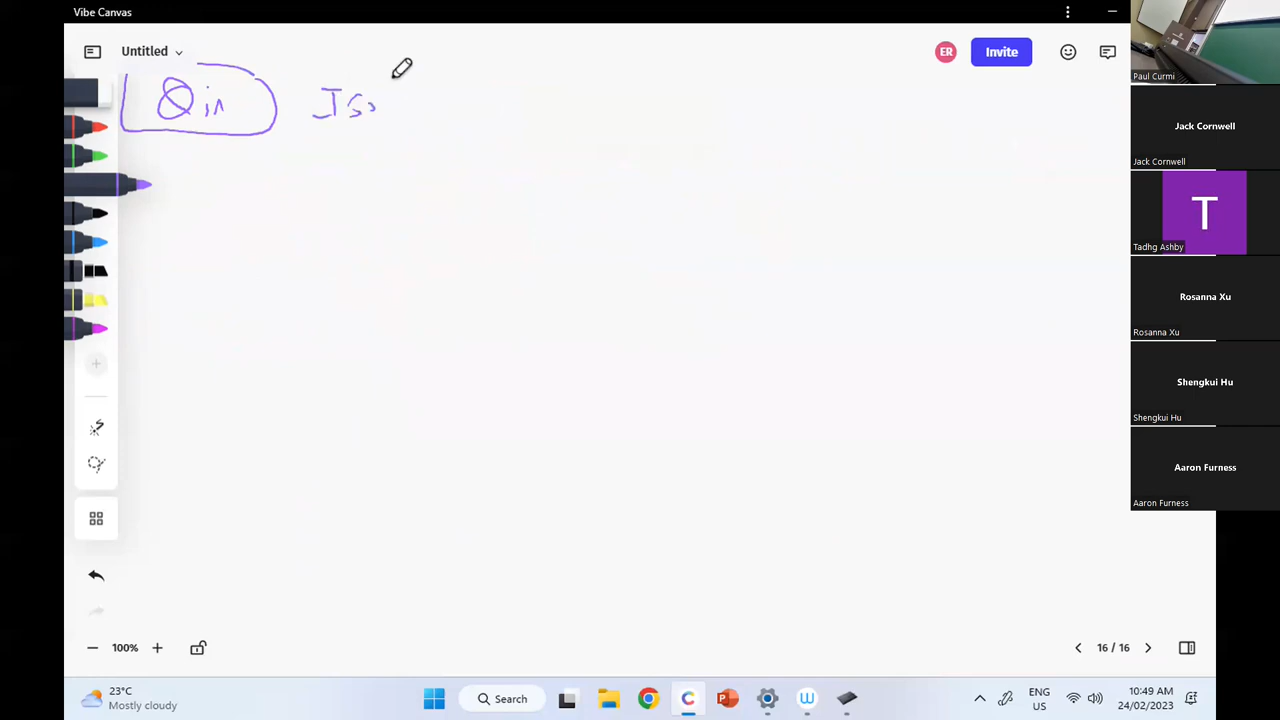 Vibe Canvas
Untitled
ER
Invite
Qin
Iso
100%
16 / 16
23°C
Mostly cloudy
Search
ENG
US
10:49 AM
24/02/2023
Paul Curmi
Jack Cornwell
Jack Cornwell
T
Tadhg Ashby
Rosanna Xu
Rosanna Xu
Shengkui Hu
Shengkui Hu
Aaron Furness
Aaron Furness